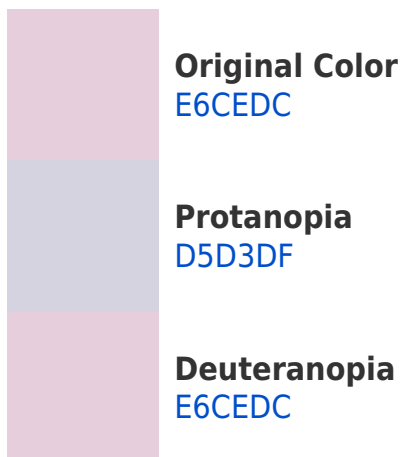 Original Color
E6CEDC
Protanopia
D5D3DF
Deuteranopia
E6CEDC